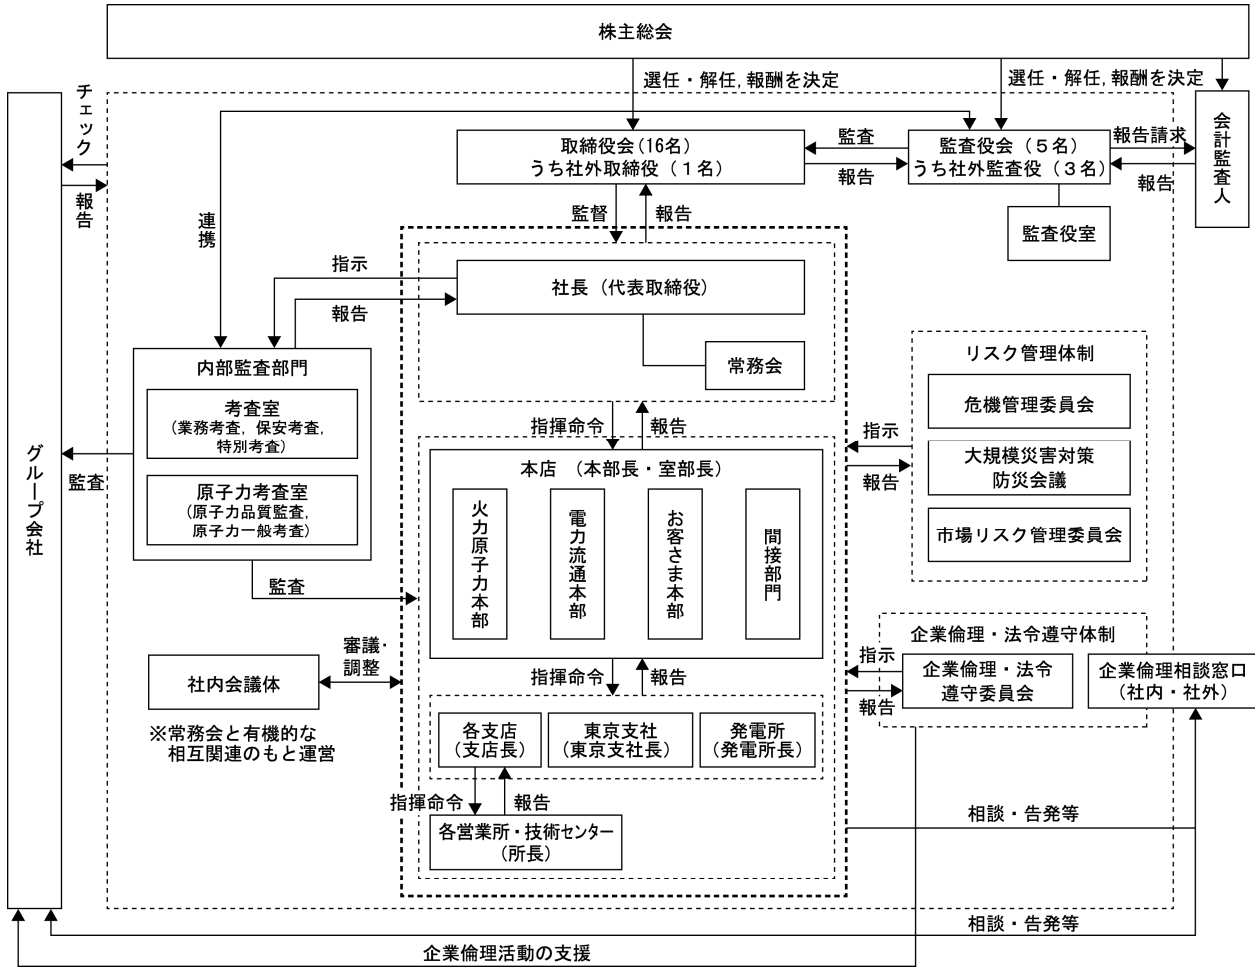 株主総会
選任・解任,報酬を決定
選任・解任,報酬を決定
チェック
報告
会計監査人
取締役会(16名)
うち社外取締役(1名)
監査
報告
監査役会(5名)
うち社外監査役(3名)
報告請求
報告
連携
監督
報告
監査役室
指示
報告
社長(代表取締役)
常務会
内部監査部門
考査室
(業務考査, 保安考査,
特別考査)
原子力考査室
(原子力品質監査,
原子力一般考査)
監査
グループ会社
監査
指揮命令
報告
指示
報告
リスク管理体制
危機管理委員会
大規模災害対策
防災会議
市場リスク管理委員会
本店 (本部長・室部長)
火力原子力本部
電力流通本部
お客さま本部
間接部門
審議・
調整
社内会議体
※常務会と有機的な
相互関連のもと運営
指揮命令
報告
企業倫理・法令遵守体制
指示
報告
企業倫理・法令
遵守委員会
企業倫理相談窓口
(社内・社外)
各支店
(支店長)
東京支社
(東京支社長)
発電所
(発電所長)
指揮命令
報告
各営業所・技術センター
(所長)
相談・告発等
相談・告発等
企業倫理活動の支援